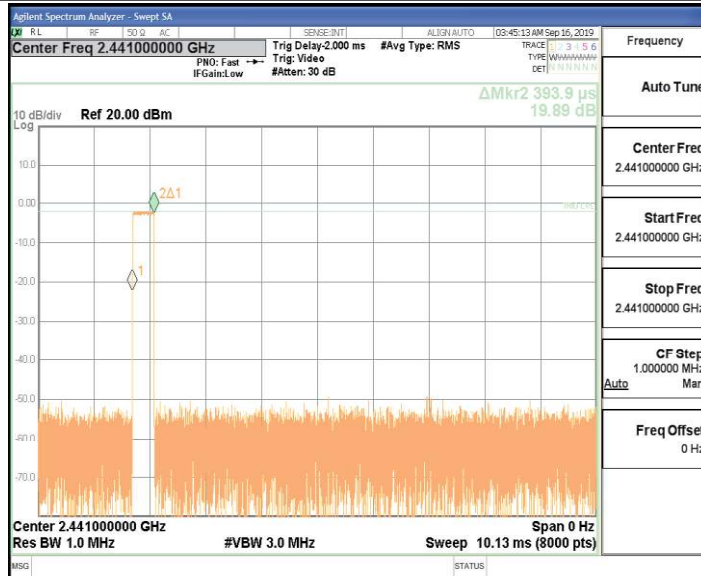 Agilent Spectrum Analyzer - Swept SA
LXI RL RF 50 Ω AC SENSE:INT ALIGN AUTO 03:45:13 AM Sep 16, 2019
Center Freq 2.441000000 GHz
Trig Delay-2.000 ms #Avg Type: RMS
TRACE 1 2 3 4 5 6
PNO: Fast Trig: Video
TYPE WWWWWW
IFGain:Low #Atten: 30 dB
DET N N N N N N
ΔMkr2 393.9 μs
19.89 dB
10 dB/div Ref 20.00 dBm
Log
10.0
0.00
-10.0
-20.0
-30.0
-40.0
-50.0
-60.0
-70.0
2Δ1
1
Center 2.441000000 GHz Span 0 Hz
Res BW 1.0 MHz #VBW 3.0 MHz Sweep 10.13 ms (8000 pts)
MSG STATUS
Frequency
Auto Tune
Center Freq
2.441000000 GHz
Start Freq
2.441000000 GHz
Stop Freq
2.441000000 GHz
CF Step
1.000000 MHz
Auto Man
Freq Offset
0 Hz